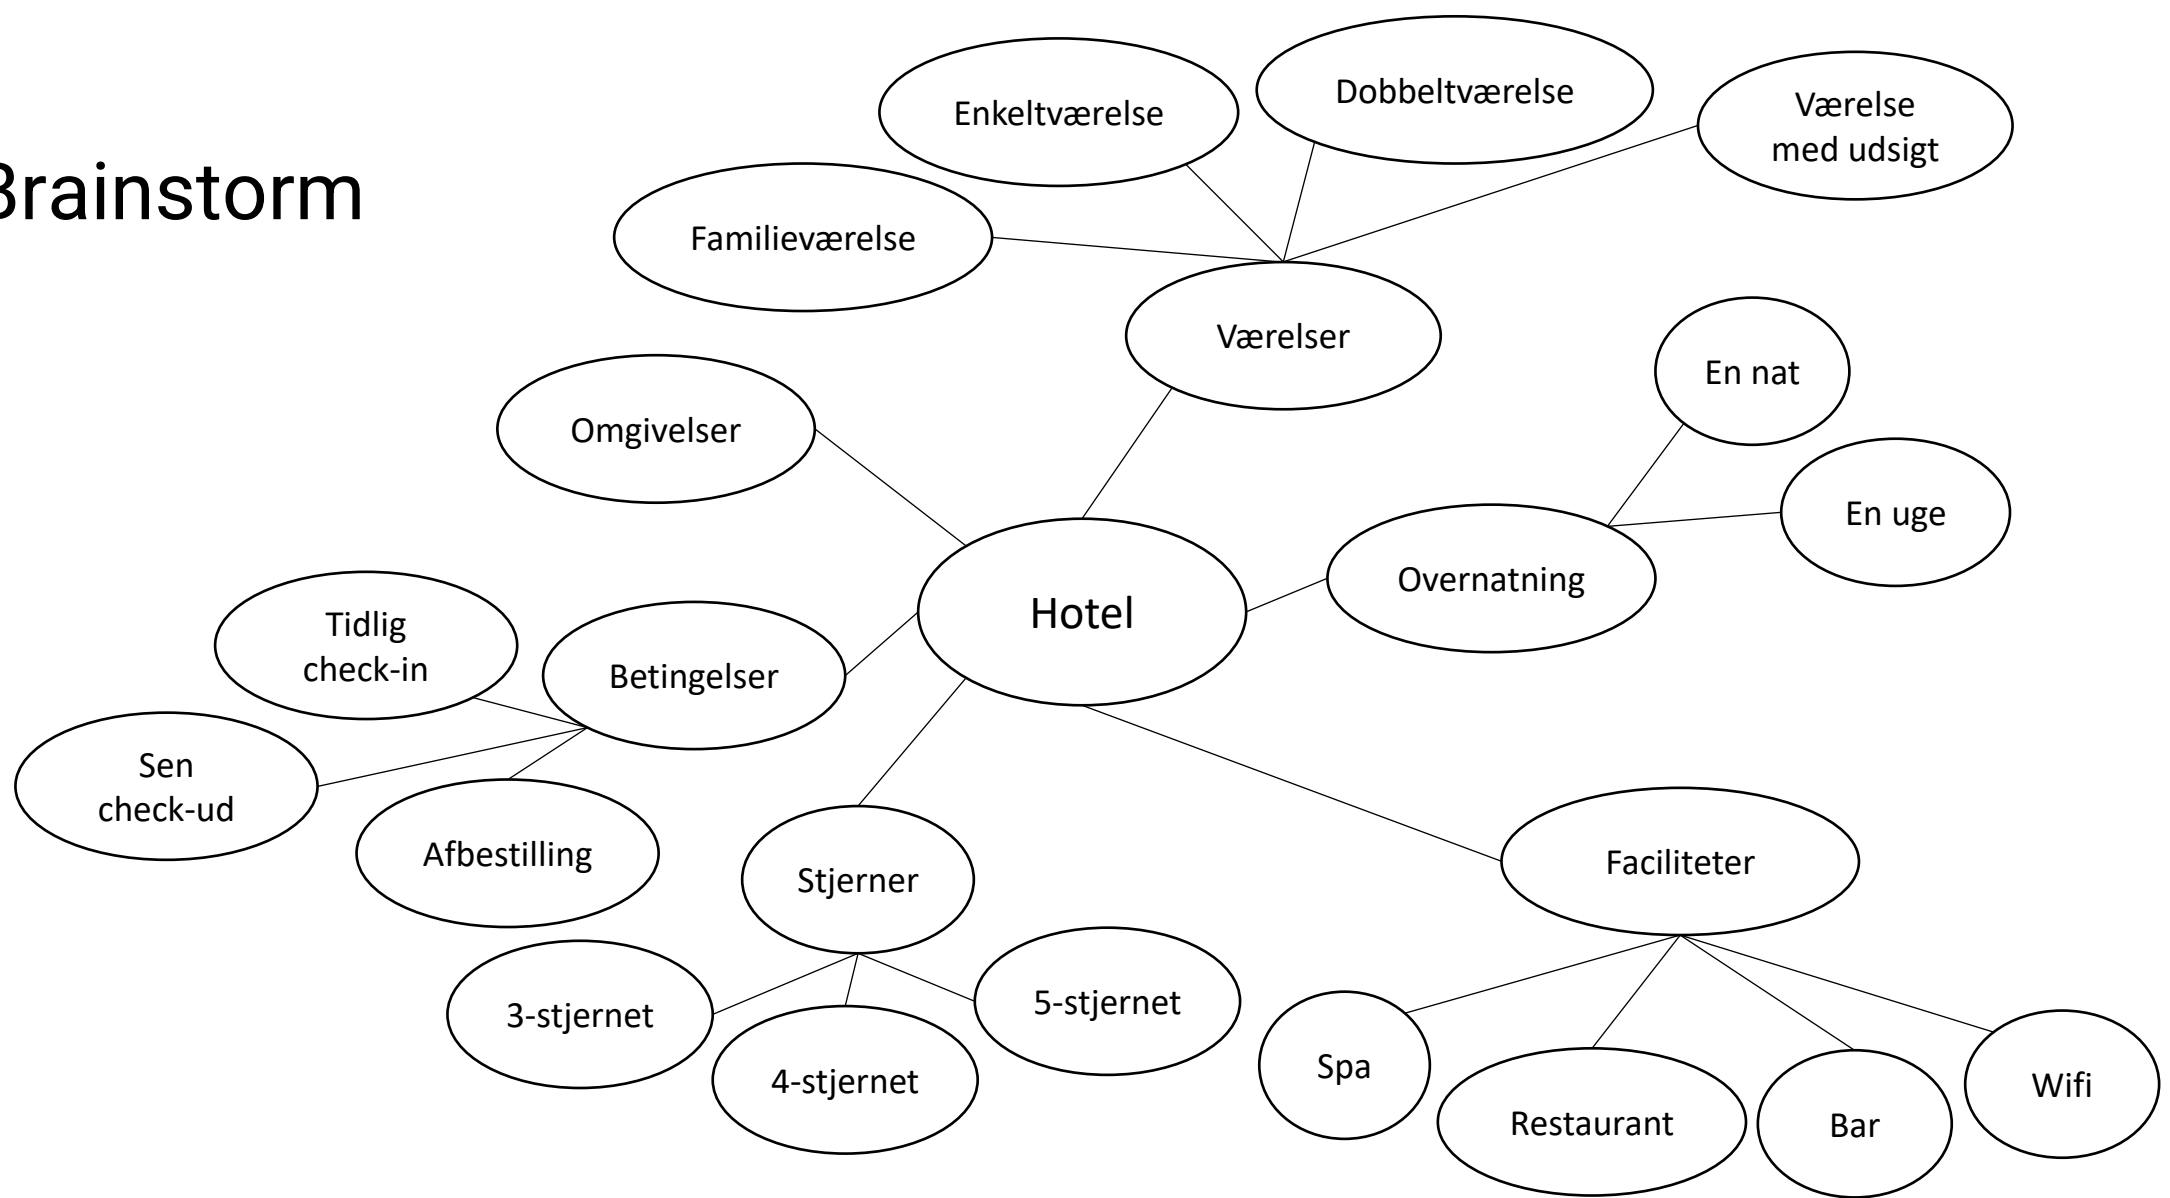 Brainstorm
Enkeltværelse
Dobbeltværelse
Værelse
med udsigt
Familieværelse
Værelser
En nat
Omgivelser
En uge
Overnatning
Hotel
Tidlig
check-in
Betingelser
Sen
check-ud
Afbestilling
Stjerner
Faciliteter
3-stjernet
4-stjernet
5-stjernet
Spa
Restaurant
Bar
Wifi